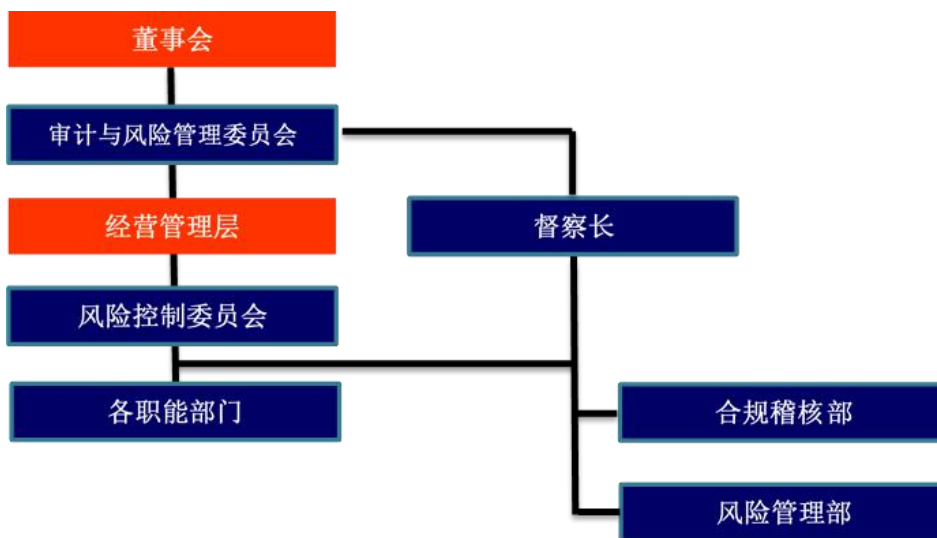 董事会
审计与风险管理委员会
经营管理层
督察长
风险控制委员会
各职能部门
合规稽核部
风险管理部